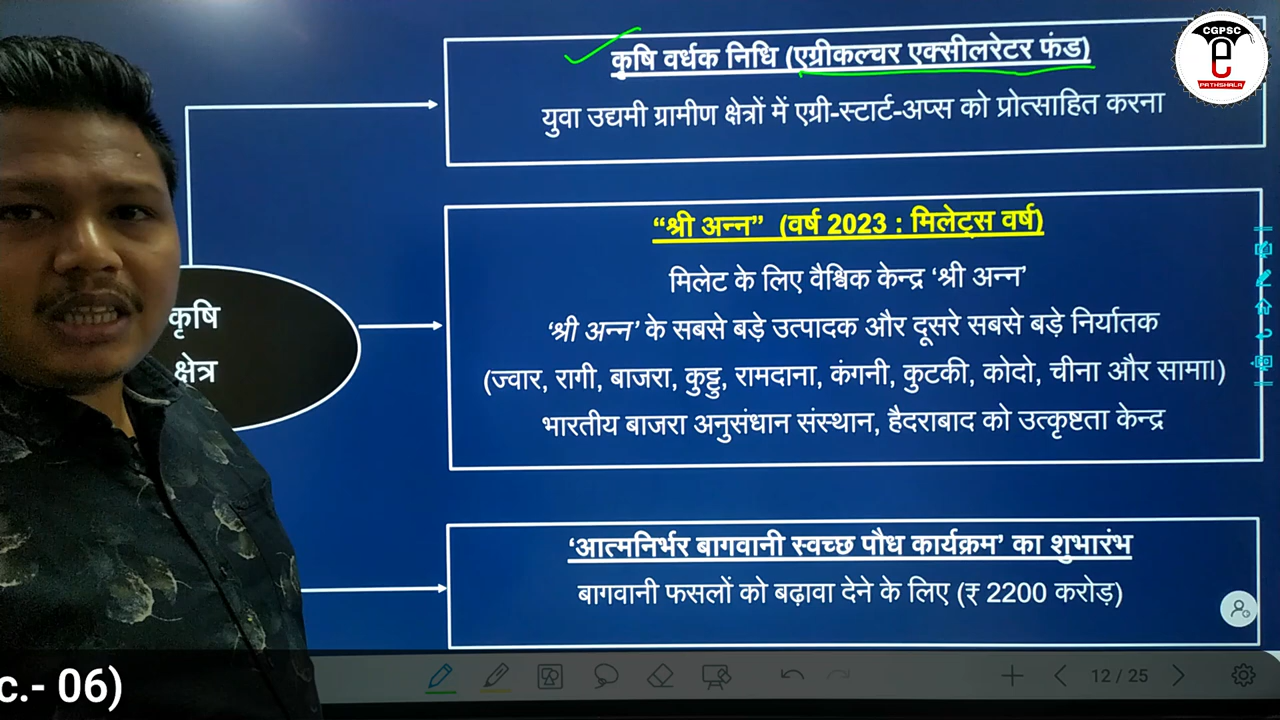 कृषि वर्धक निधि (एग्रीकल्चर एक्सीलरेटर फंड)
युवा उद्यमी ग्रामीण क्षेत्रों में एग्री-स्टार्ट-अप्स को प्रोत्साहित करना
CGPSC
e
PATHSHALA
कृषि
क्षेत्र
“श्री अन्न” (वर्ष 2023 : मिलेट्स वर्ष)
मिलेट के लिए वैश्विक केन्द्र ‘श्री अन्न’
‘श्री अन्न’ के सबसे बड़े उत्पादक और दूसरे सबसे बड़े निर्यातक
(ज्वार, रागी, बाजरा, कुट्टु, रामदाना, कंगनी, कुटकी, कोदो, चीना और सामा।)
भारतीय बाजरा अनुसंधान संस्थान, हैदराबाद को उत्कृष्टता केन्द्र
‘आत्मनिर्भर बागवानी स्वच्छ पौध कार्यक्रम’ का शुभारंभ
बागवानी फसलों को बढ़ावा देने के लिए (₹ 2200 करोड़)
c.- 06)
12 / 25